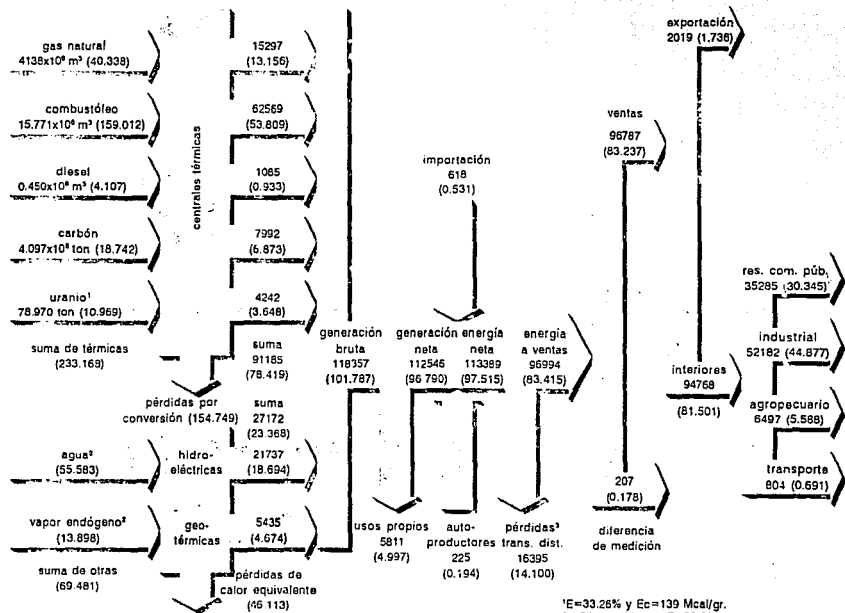 gas natural
4138x10⁶ m³ (40.338)
15297
(13.156)
combustóleo
15.771x10⁶ m³ (159.012)
62569
(53.809)
diesel
0.450x10⁶ m³ (4.107)
1085
(0.933)
carbón
4.097x10⁶ ton (18.742)
7992
(6.873)
uranio¹
78.970 ton (10.969)
4242
(3.648)
centrales térmicas
suma de térmicas
(233.168)
suma
91185
(78.419)
pérdidas por
conversión (154.749)
suma
27172
(23.368)
agua²
(55.583)
hidro-
eléctricas
21737
(18.694)
vapor endógeno²
(13.898)
geo-
térmicas
5435
(4.674)
suma de otras
(69.481)
pérdidas de
calor equivalente
(46.113)
generación
bruta
118357
(101.787)
generación
neta
112546
(96.790)
importación
618
(0.531)
energía
neta
113389
(97.515)
energía
a ventas
96994
(83.415)
usos propios
5811
(4.997)
auto-
productores
225
(0.194)
pérdidas³
trans. dist.
16395
(14.100)
ventas
96787
(83.237)
207
(0.178)
diferencia
de medición
exportación
2019 (1.736)
interiores
94768
(81.501)
res. com. púb.
35285 (30.345)
industrial
52182 (44.877)
agropecuario
6497 (5.588)
transporte
804 (0.691)
¹E=33.26% y Ec=139 Mcal/gr.